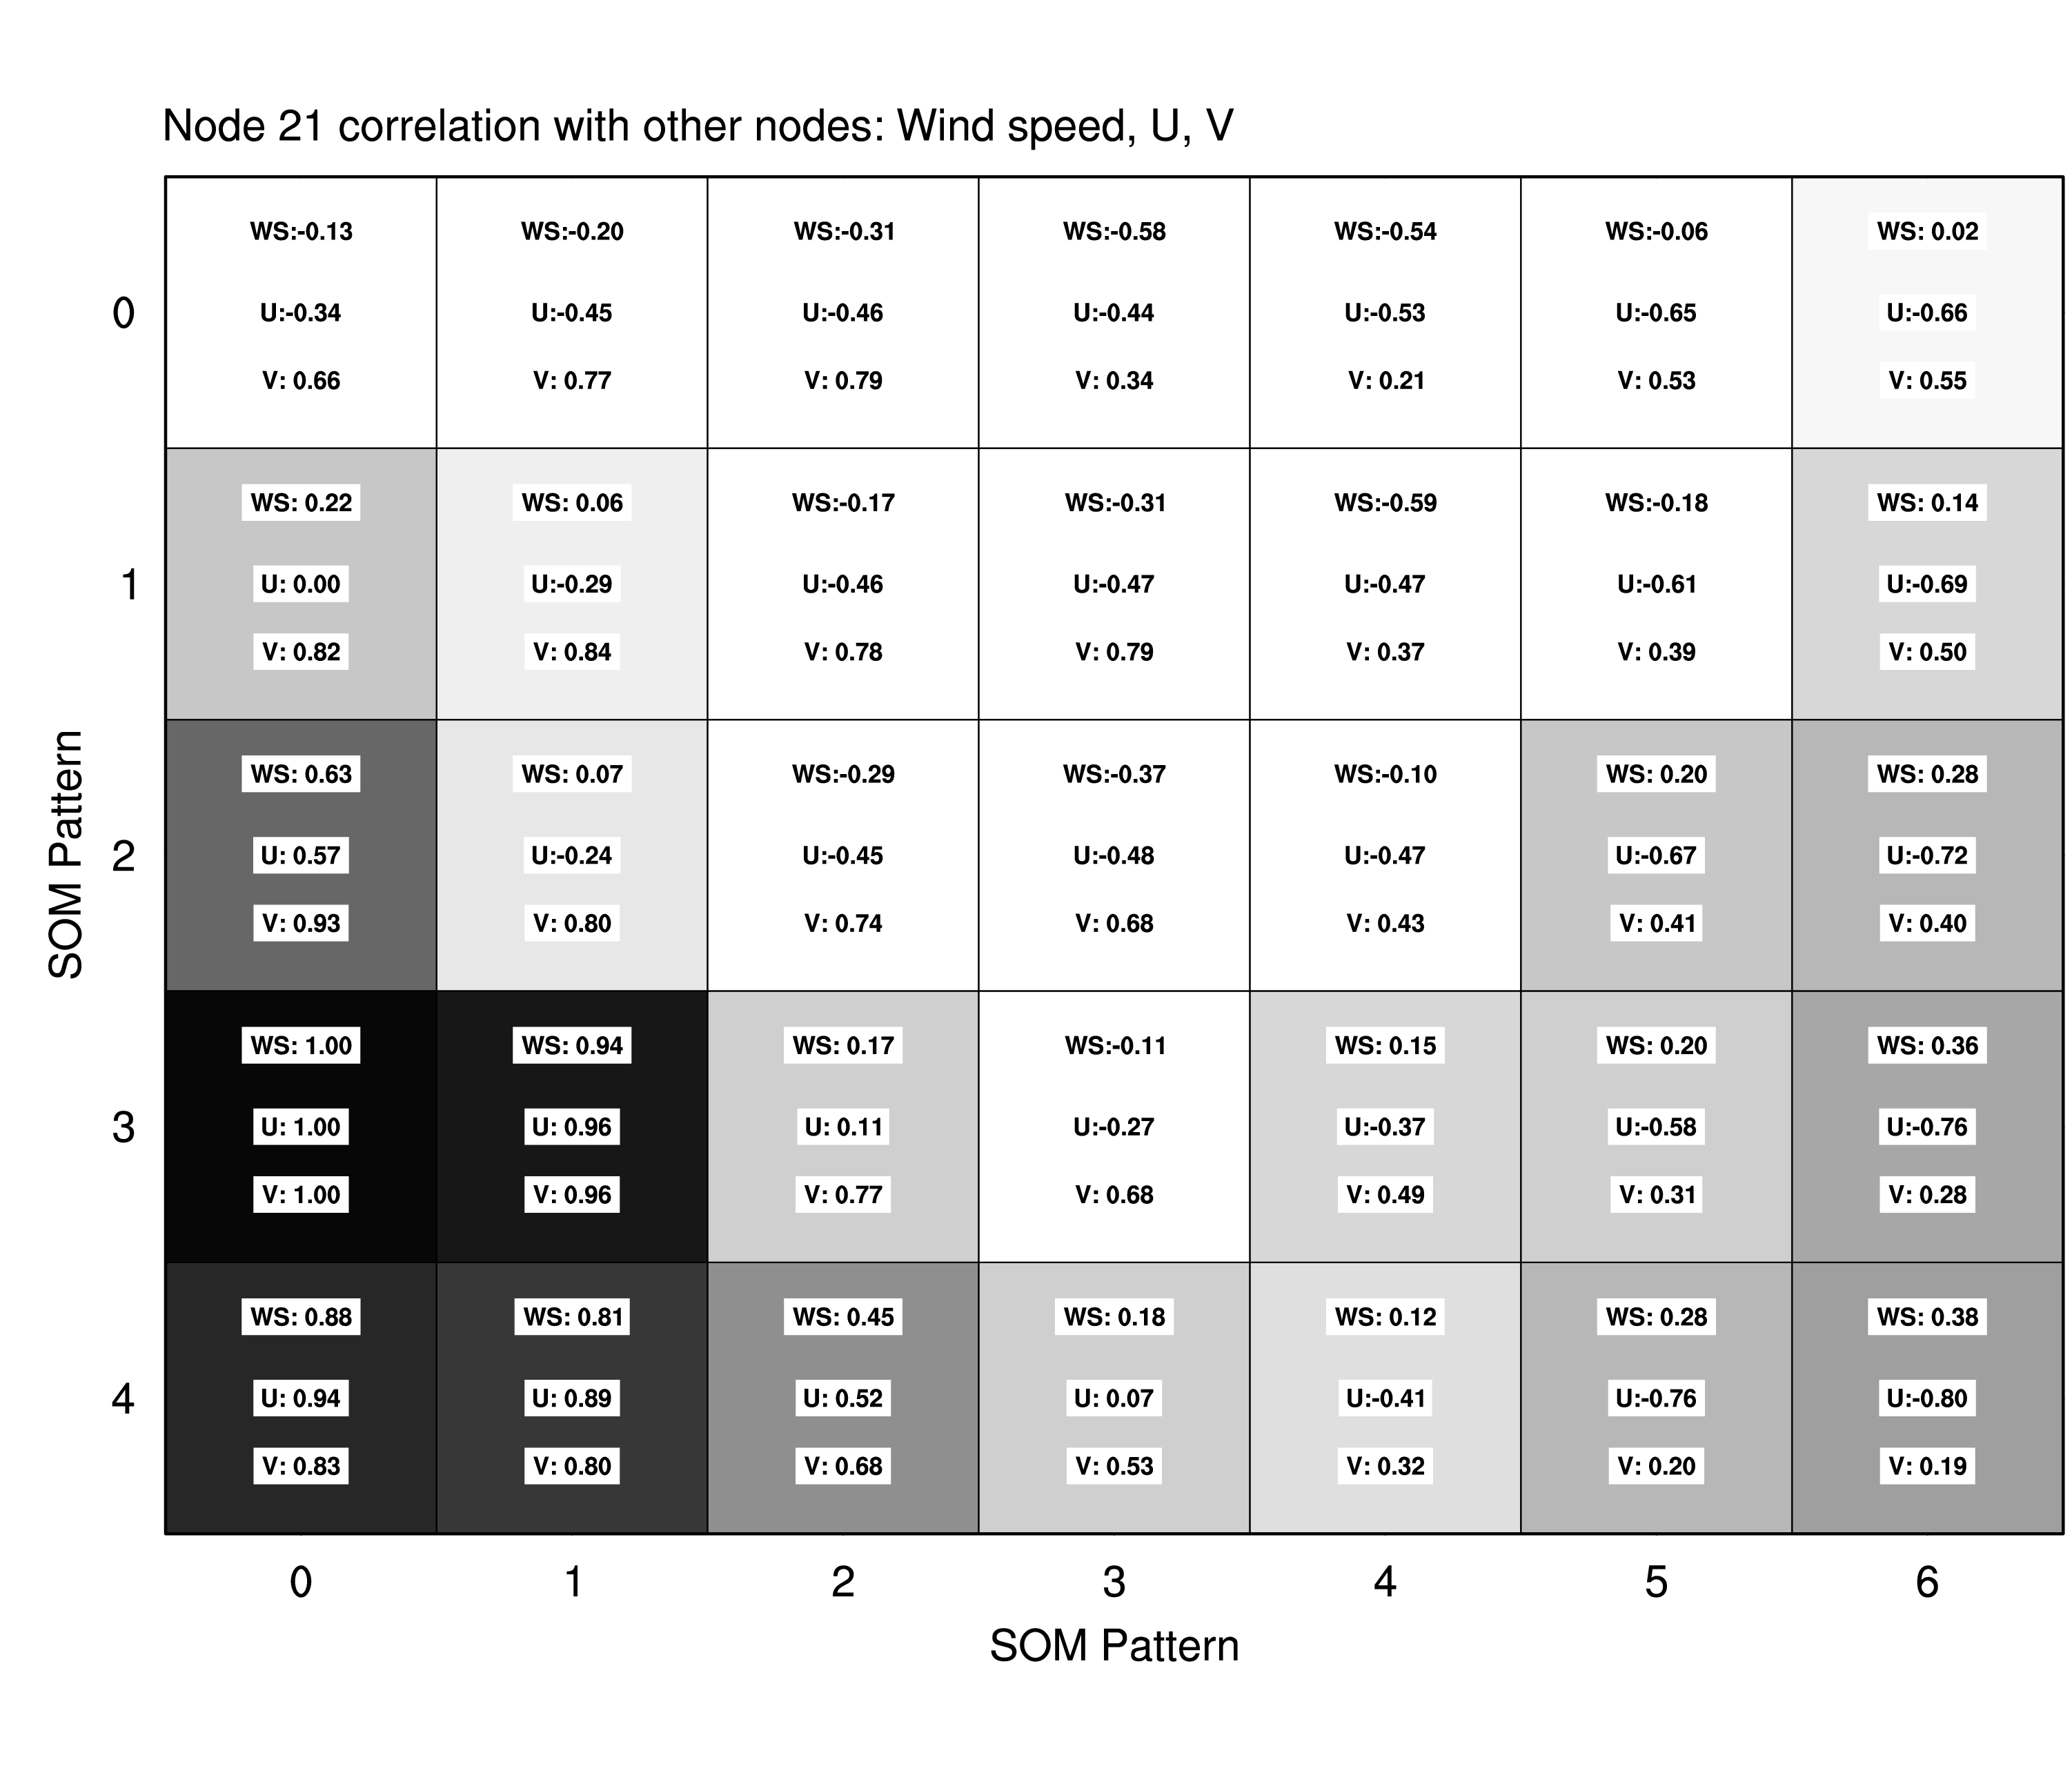 Node 21 correlation with other nodes: Wind speed, U, V
WS:-0.13 WS:-0.20 WS:-0.31 WS:-0.58 WS:-0.54 WS:-0.06 WS: 0.02
0 U:-0.34 U:-0.45 U:-0.46 U:-0.44 U:-0.53 U:-0.65 U:-0.66
V: 0.66 V: 0.77 V: 0.79 V: 0.34 V: 0.21 V: 0.53 V: 0.55
WS: 0.22 WS: 0.06 WS:-0.17 WS:-0.31 WS:-0.59 WS:-0.18 WS: 0.14
1 U: 0.00 U:-0.29 U:-0.46 U:-0.47 U:-0.47 U:-0.61 U:-0.69
V: 0.82 V: 0.84 V: 0.78 V: 0.79 V: 0.37 V: 0.39 V: 0.50
WS: 0.63 WS: 0.07 WS:-0.29 WS:-0.37 WS:-0.10 WS: 0.20 WS: 0.28
2 U: 0.57 U:-0.24 U:-0.45 U:-0.48 U:-0.47 U:-0.67 U:-0.72
V: 0.93 V: 0.80 V: 0.74 V: 0.68 V: 0.43 V: 0.41 V: 0.40
WS: 1.00 WS: 0.94 WS: 0.17 WS:-0.11 WS: 0.15 WS: 0.20 WS: 0.36
3 U: 1.00 U: 0.96 U: 0.11 U:-0.27 U:-0.37 U:-0.58 U:-0.76
V: 1.00 V: 0.96 V: 0.77 V: 0.68 V: 0.49 V: 0.31 V: 0.28
WS: 0.88 WS: 0.81 WS: 0.45 WS: 0.18 WS: 0.12 WS: 0.28 WS: 0.38
4 U: 0.94 U: 0.89 U: 0.52 U: 0.07 U:-0.41 U:-0.76 U:-0.80
V: 0.83 V: 0.80 V: 0.68 V: 0.53 V: 0.32 V: 0.20 V: 0.19
SOM Pattern
0 1 2 3 4 5 6
SOM Pattern